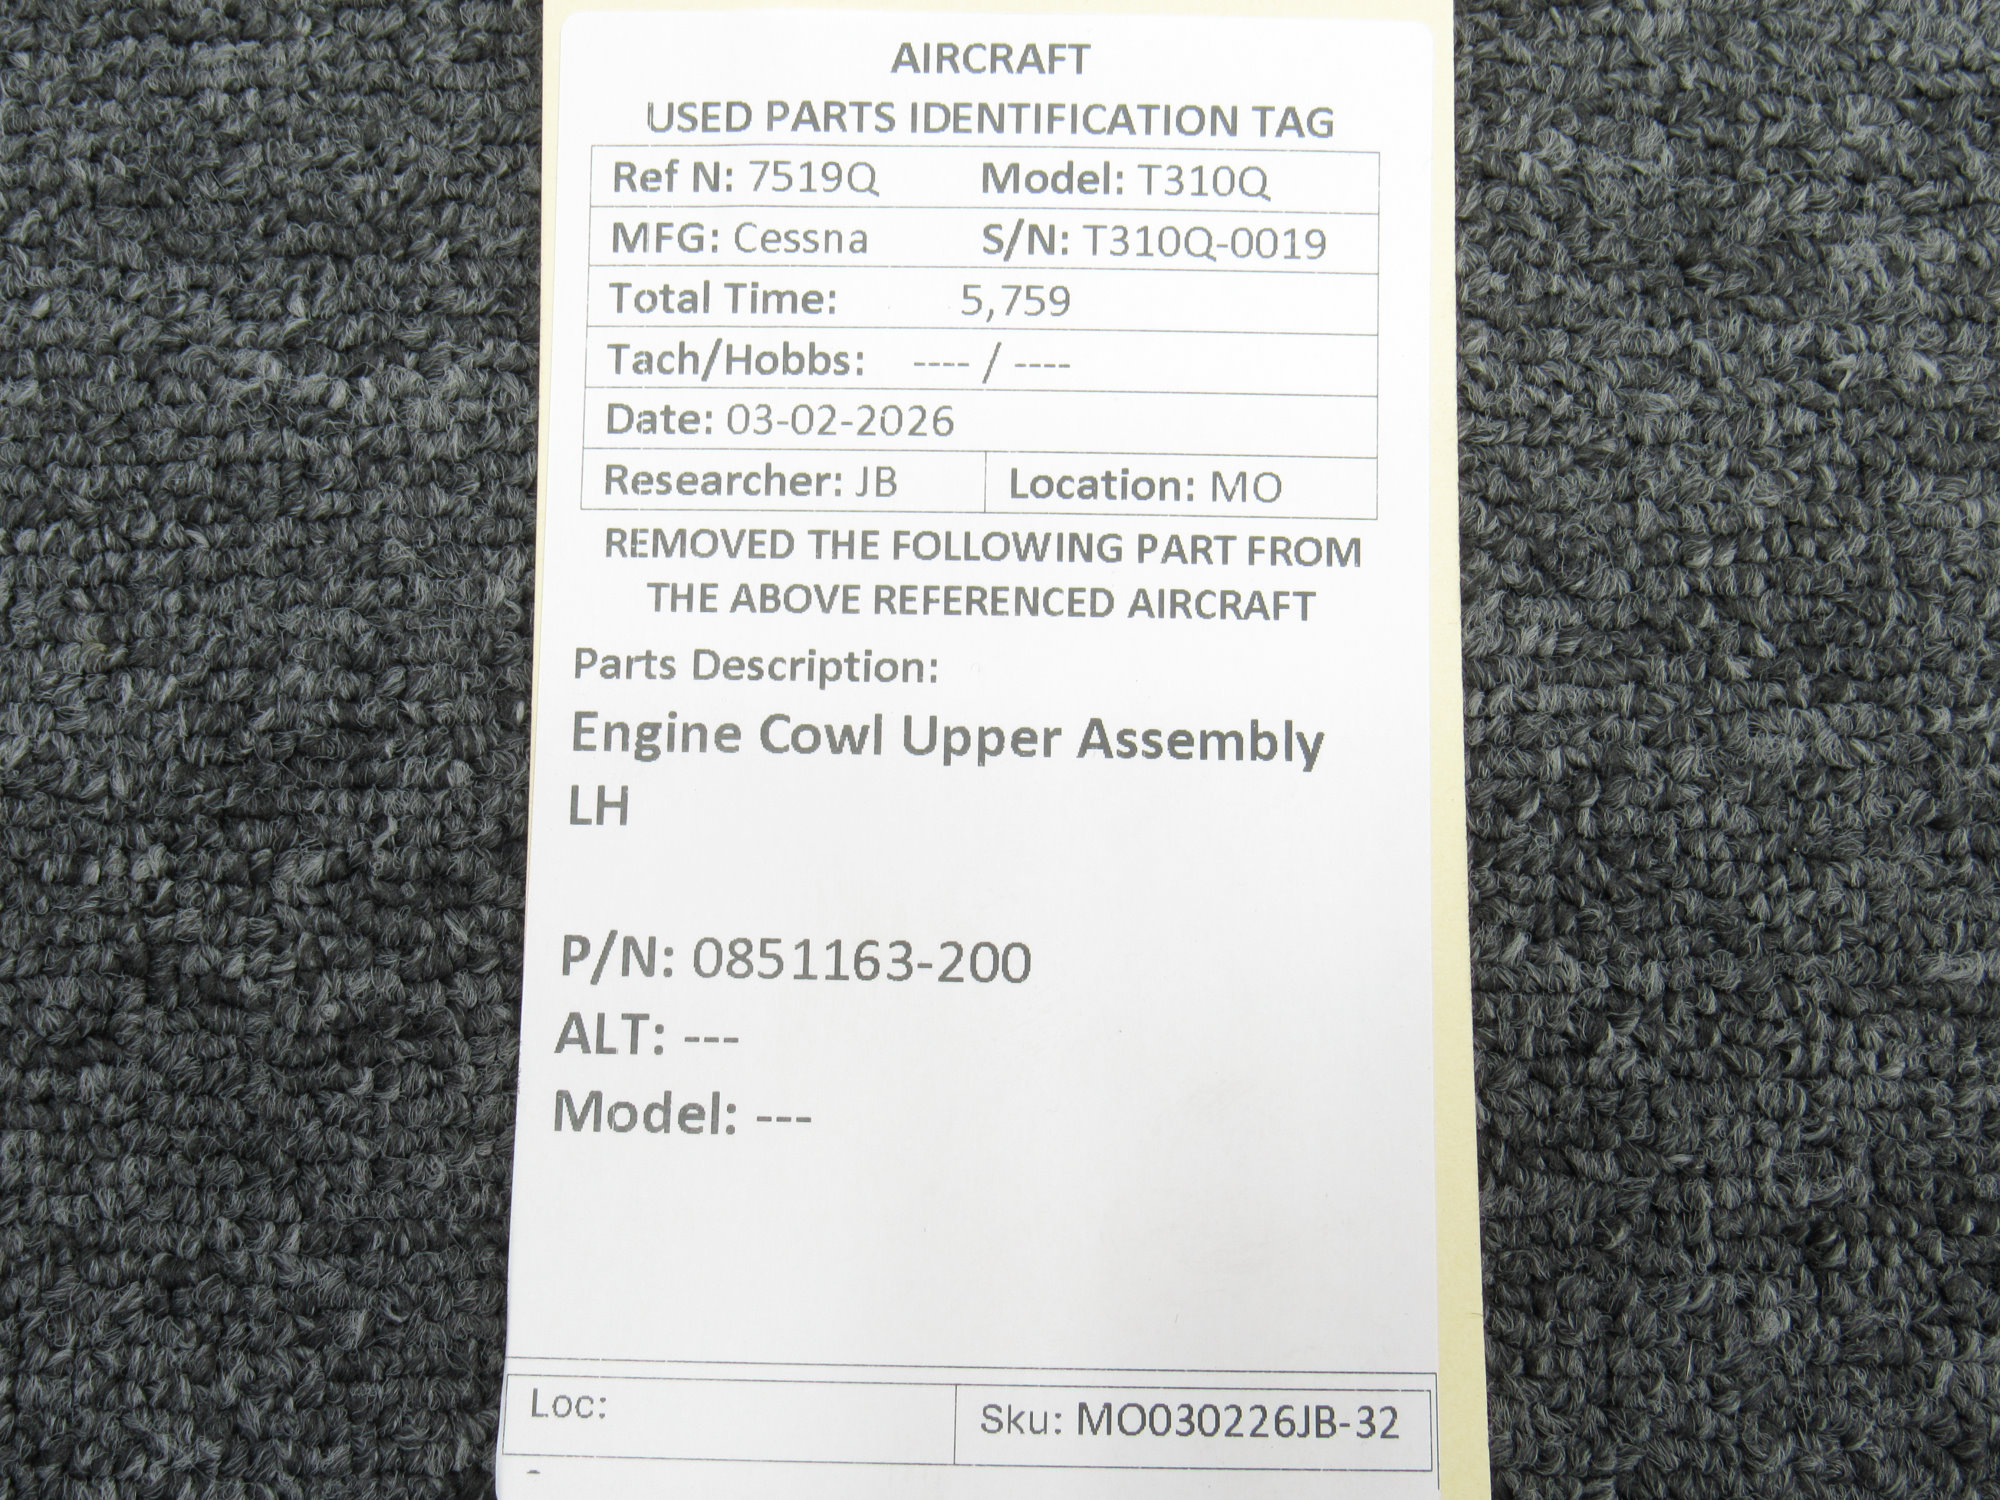 AIRCRAFT
USED PARTS IDENTIFICATION TAG
Ref N: 7519Q Model: T310Q
MFG: Cessna S/N: T310Q-0019
Total Time: 5,759
Tach/Hobbs: ---- / ----
Date: 03-02-2026
Researcher: JB Location: MO
REMOVED THE FOLLOWING PART FROM
THE ABOVE REFERENCED AIRCRAFT
Parts Description:
Engine Cowl Upper Assembly
LH
P/N: 0851163-200
ALT: ---
Model: ---
Loc: Sku: MO030226JB-32